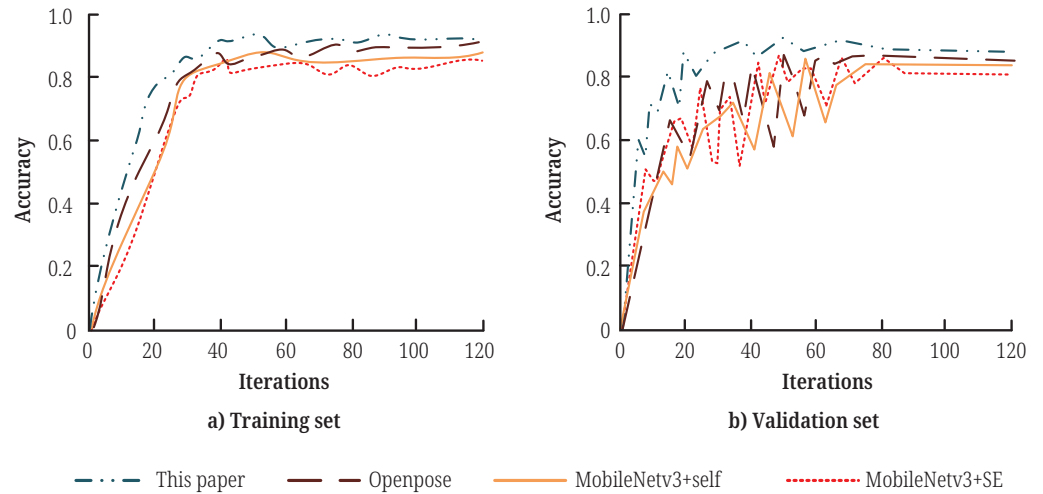 1.0
0.8
0.6
0.4
0.2
0
Accuracy
0 20 40 60 80 100 120
Iterations
a) Training set
1.0
0.8
0.6
0.4
0.2
0
Accuracy
0 20 40 60 80 100 120
Iterations
b) Validation set
This paper Openpose MobileNetv3+self MobileNetv3+SE